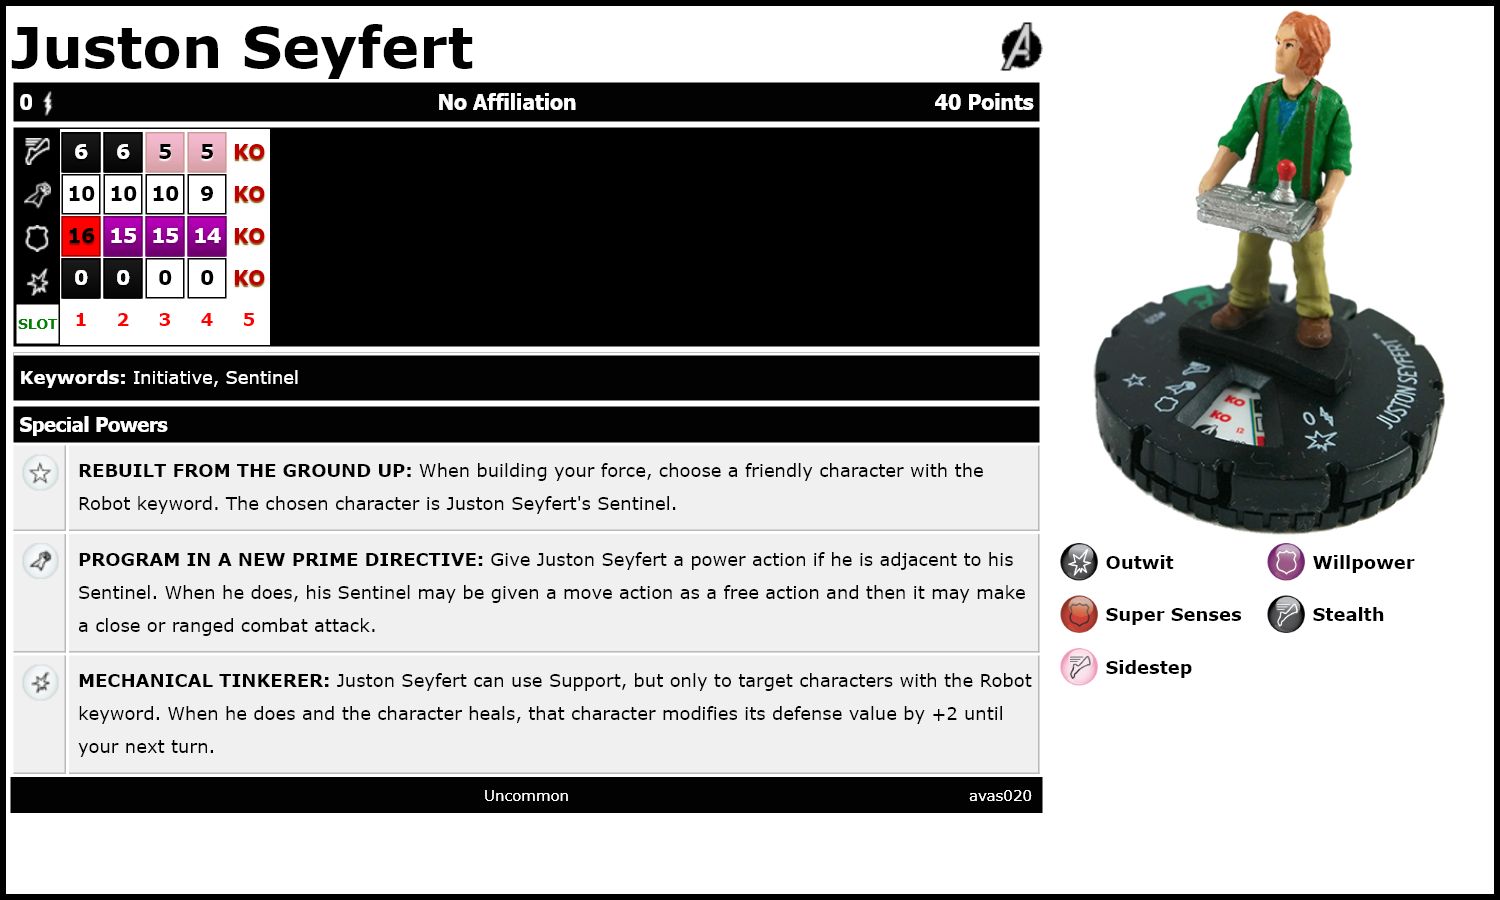 Juston Seyfert
0 No Affiliation 40 Points
6 6 5 5 KO
10 10 10 9 KO
16 15 15 14 KO
0 0 0 0 KO
SLOT 1 2 3 4 5
Keywords: Initiative, Sentinel
Special Powers
REBUILT FROM THE GROUND UP: When building your force, choose a friendly character with the
Robot keyword. The chosen character is Juston Seyfert's Sentinel.
PROGRAM IN A NEW PRIME DIRECTIVE: Give Juston Seyfert a power action if he is adjacent to his
Sentinel. When he does, his Sentinel may be given a move action as a free action and then it may make
a close or ranged combat attack.
MECHANICAL TINKERER: Juston Seyfert can use Support, but only to target characters with the Robot
keyword. When he does and the character heals, that character modifies its defense value by +2 until
your next turn.
Uncommon avas020
JUSTON SEYFERT
0
KO
KO
12
Outwit Willpower
Super Senses Stealth
Sidestep